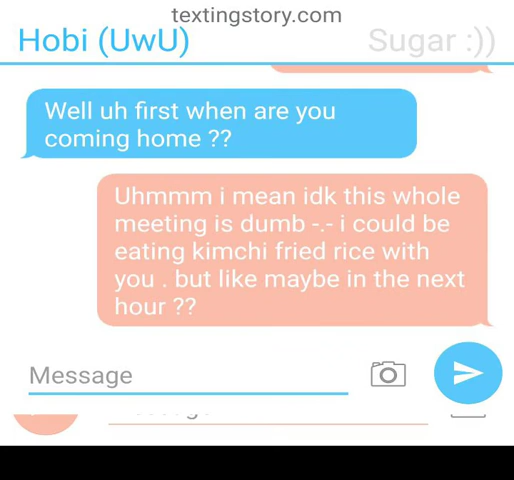 textingstory.com
Hobi (UwU) Sugar :))
Well uh first when are you
coming home ??
Uhmmm i mean idk this whole
meeting is dumb -.- i could be
eating kimchi fried rice with
you . but like maybe in the next
hour ??
Message